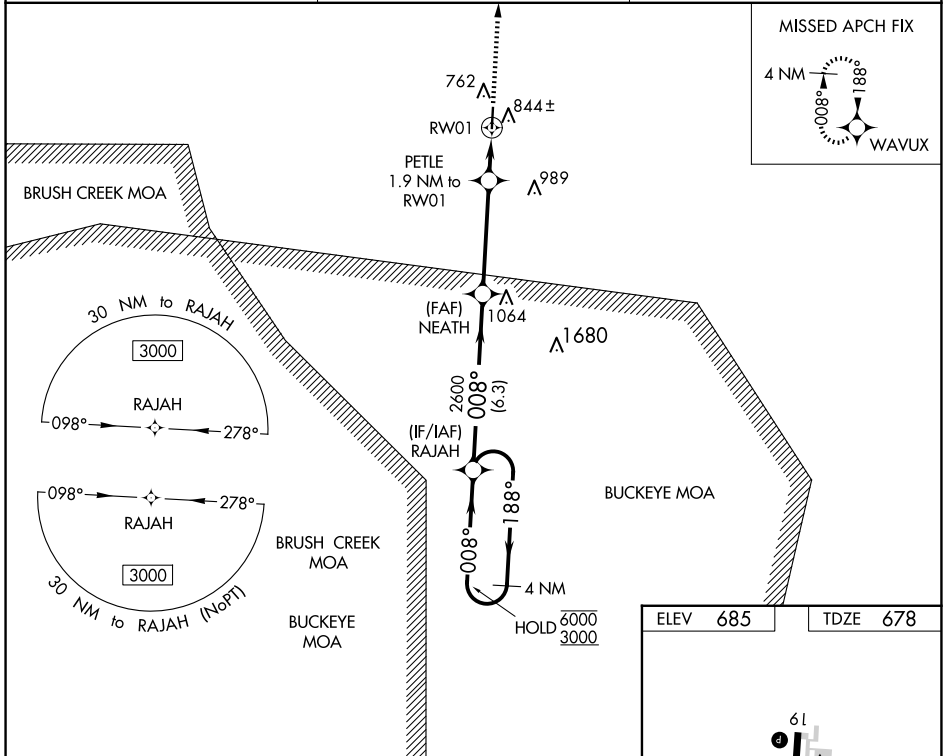 MISSED APCH FIX
4 NM
188°
008°
WAVUX
762
844±
RW01
PETLE
1.9 NM to
RW01
989
BRUSH CREEK MOA
(FAF)
NEATH
1064
1680
30 NM to RAJAH
3000
RAJAH
098°
278°
2600
008°
(6.3)
(IF/IAF)
RAJAH
098°
278°
RAJAH
3000
30 NM to RAJAH (NoPT)
BRUSH CREEK
MOA
BUCKEYE
MOA
008°
188°
4 NM
HOLD
6000
3000
BUCKEYE MOA
ELEV 685
TDZE 678
19
P